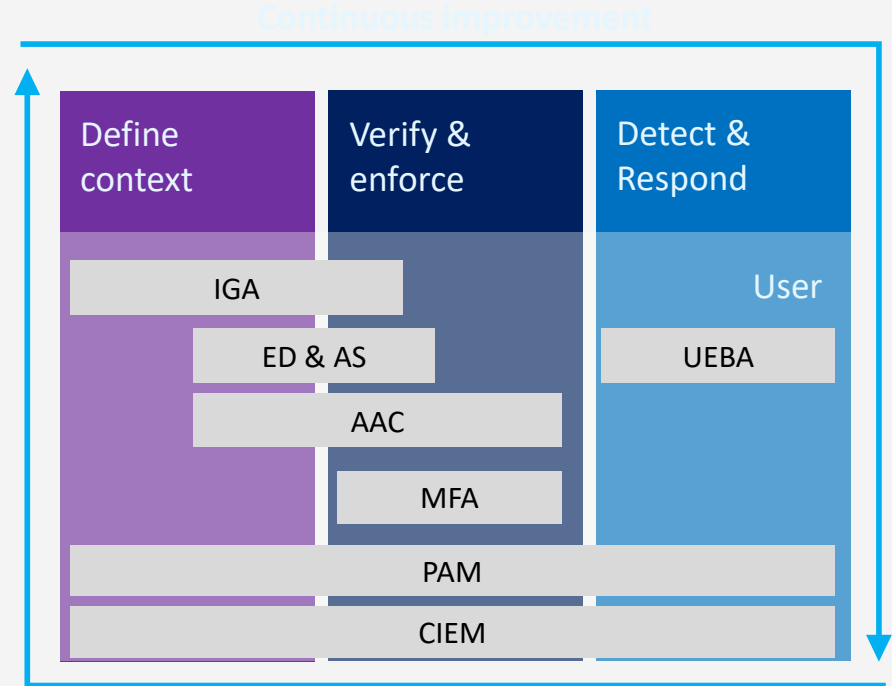 Continuous improvement
Define
context
Verify &
enforce
Detect &
Respond
IGA
User
ED & AS
UEBA
AAC
MFA
PAM
CIEM